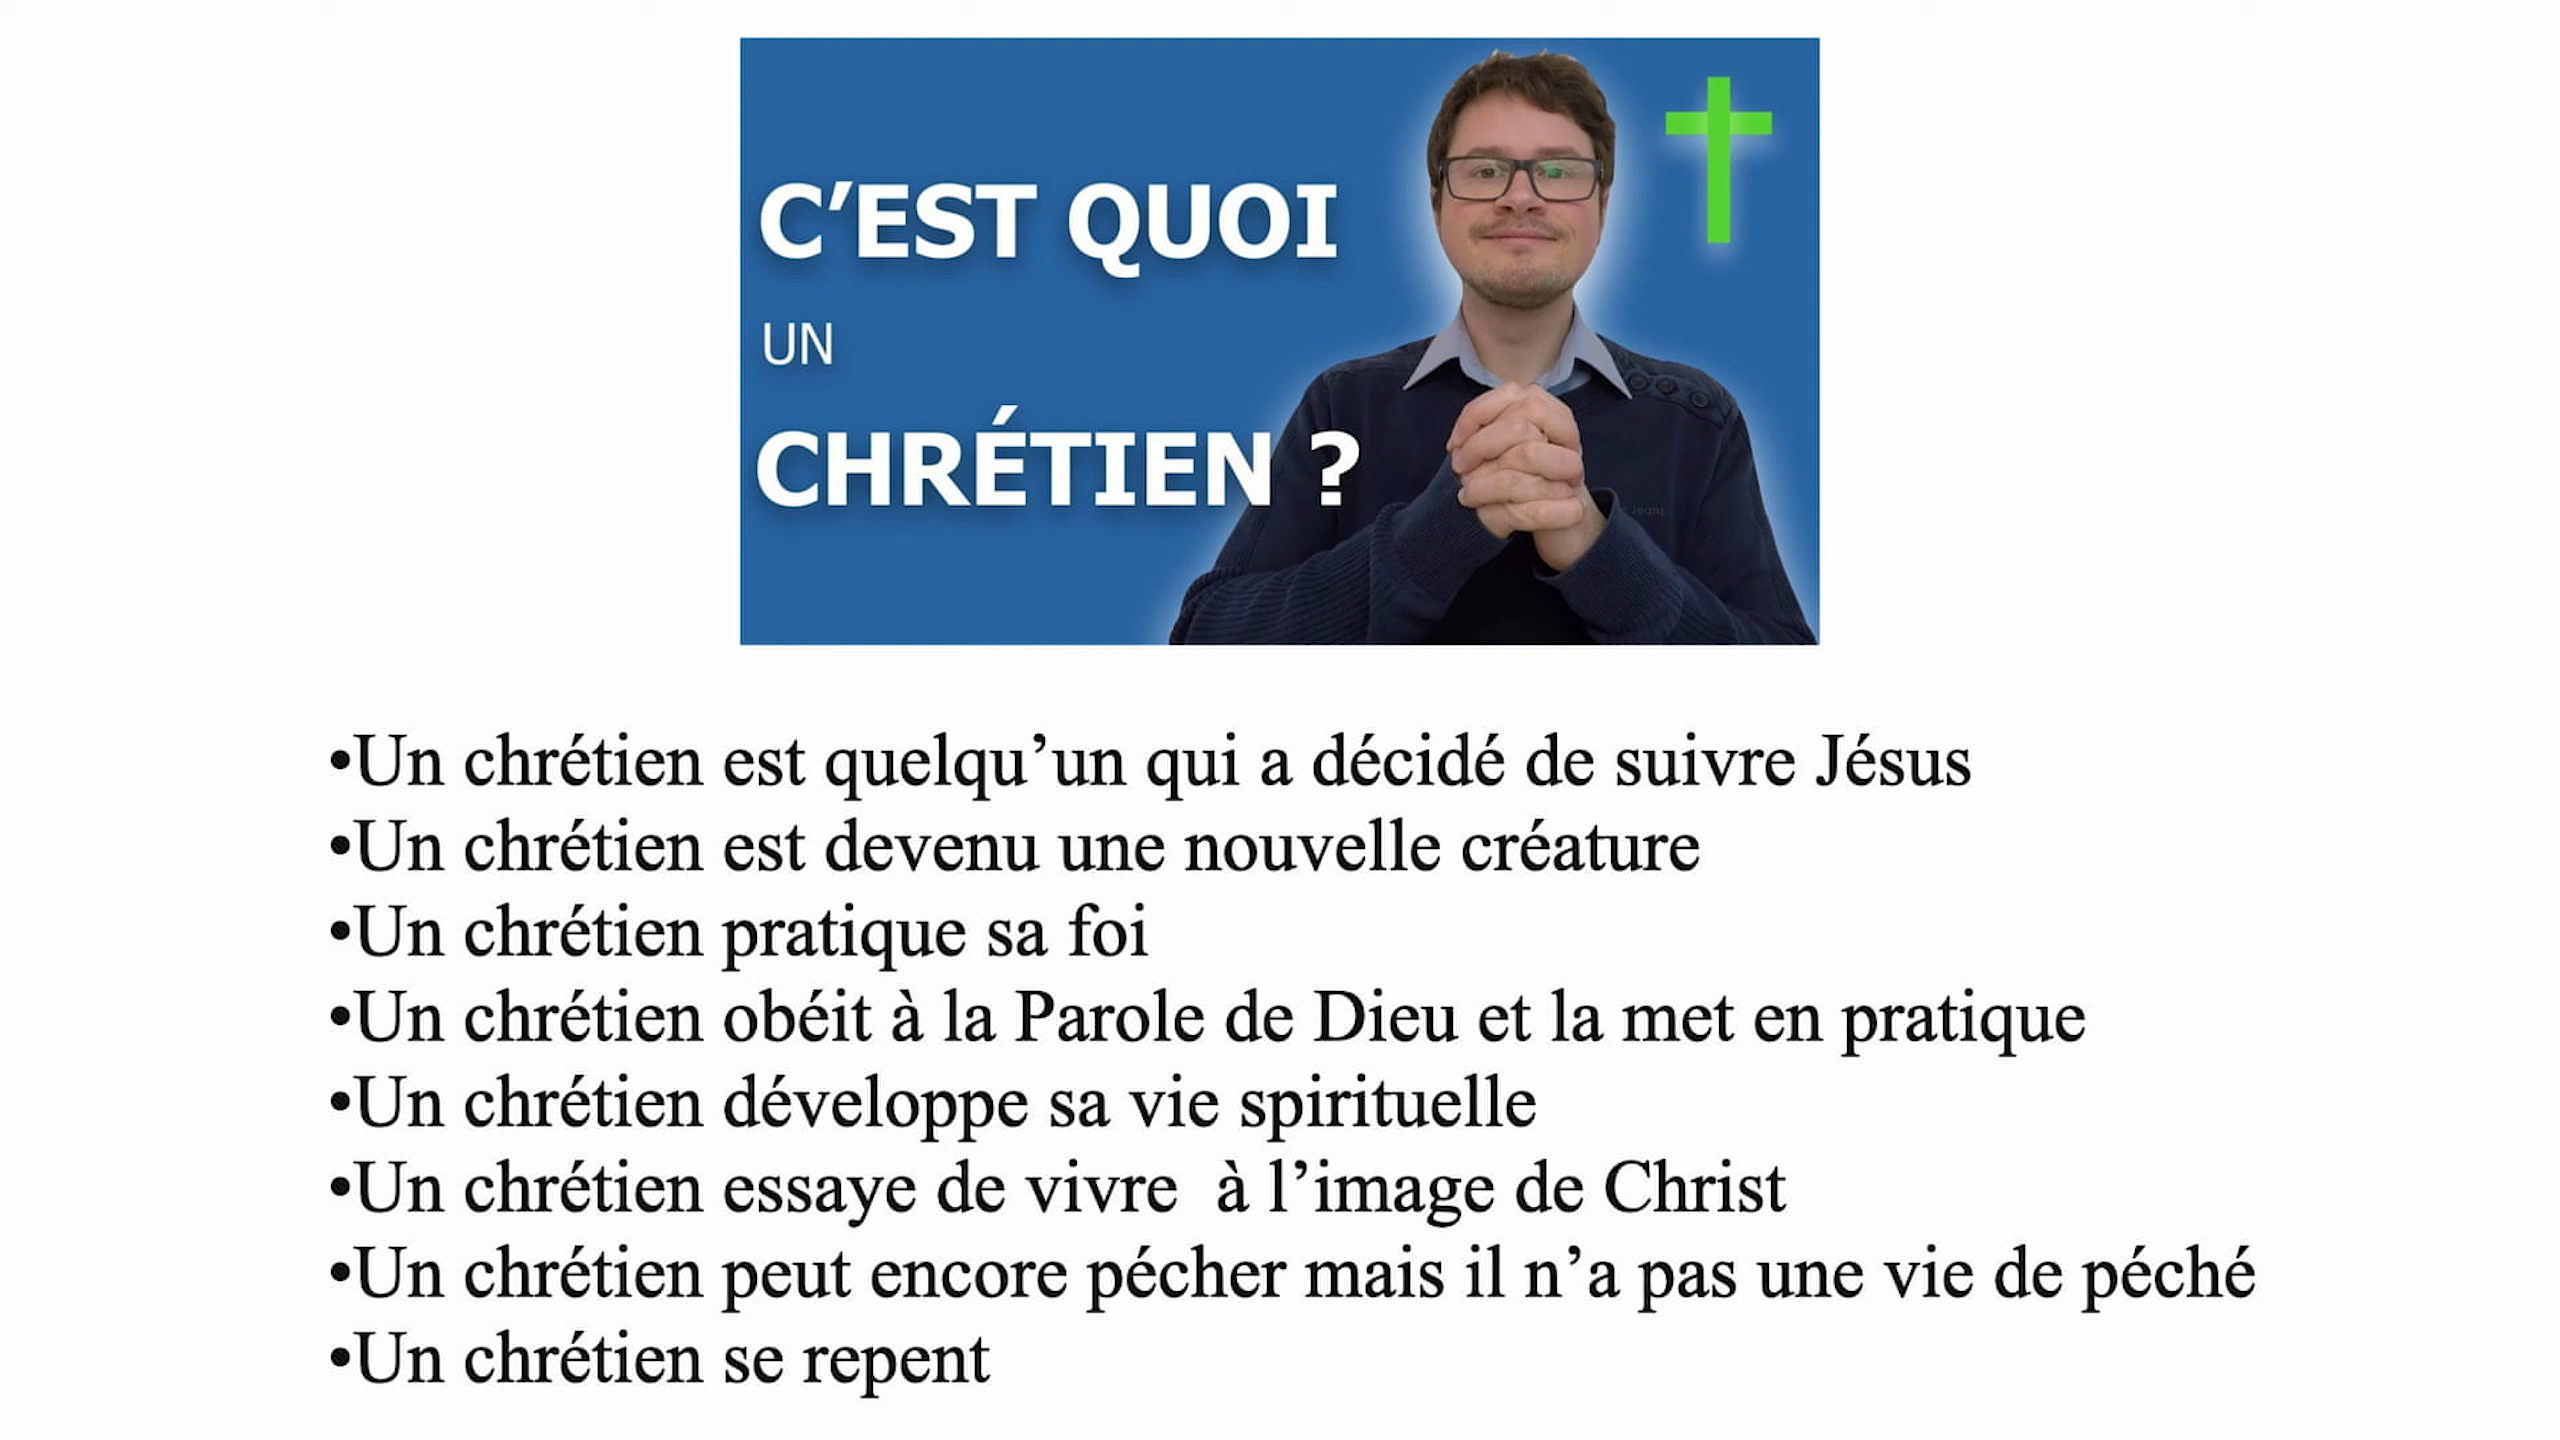 C’EST QUOI
UN
CHRÉTIEN ?
•Un chrétien est quelqu’un qui a décidé de suivre Jésus
•Un chrétien est devenu une nouvelle créature
•Un chrétien pratique sa foi
•Un chrétien obéit à la Parole de Dieu et la met en pratique
•Un chrétien développe sa vie spirituelle
•Un chrétien essaye de vivre  à l’image de Christ
•Un chrétien peut encore pécher mais il n’a pas une vie de péché
•Un chrétien se repent